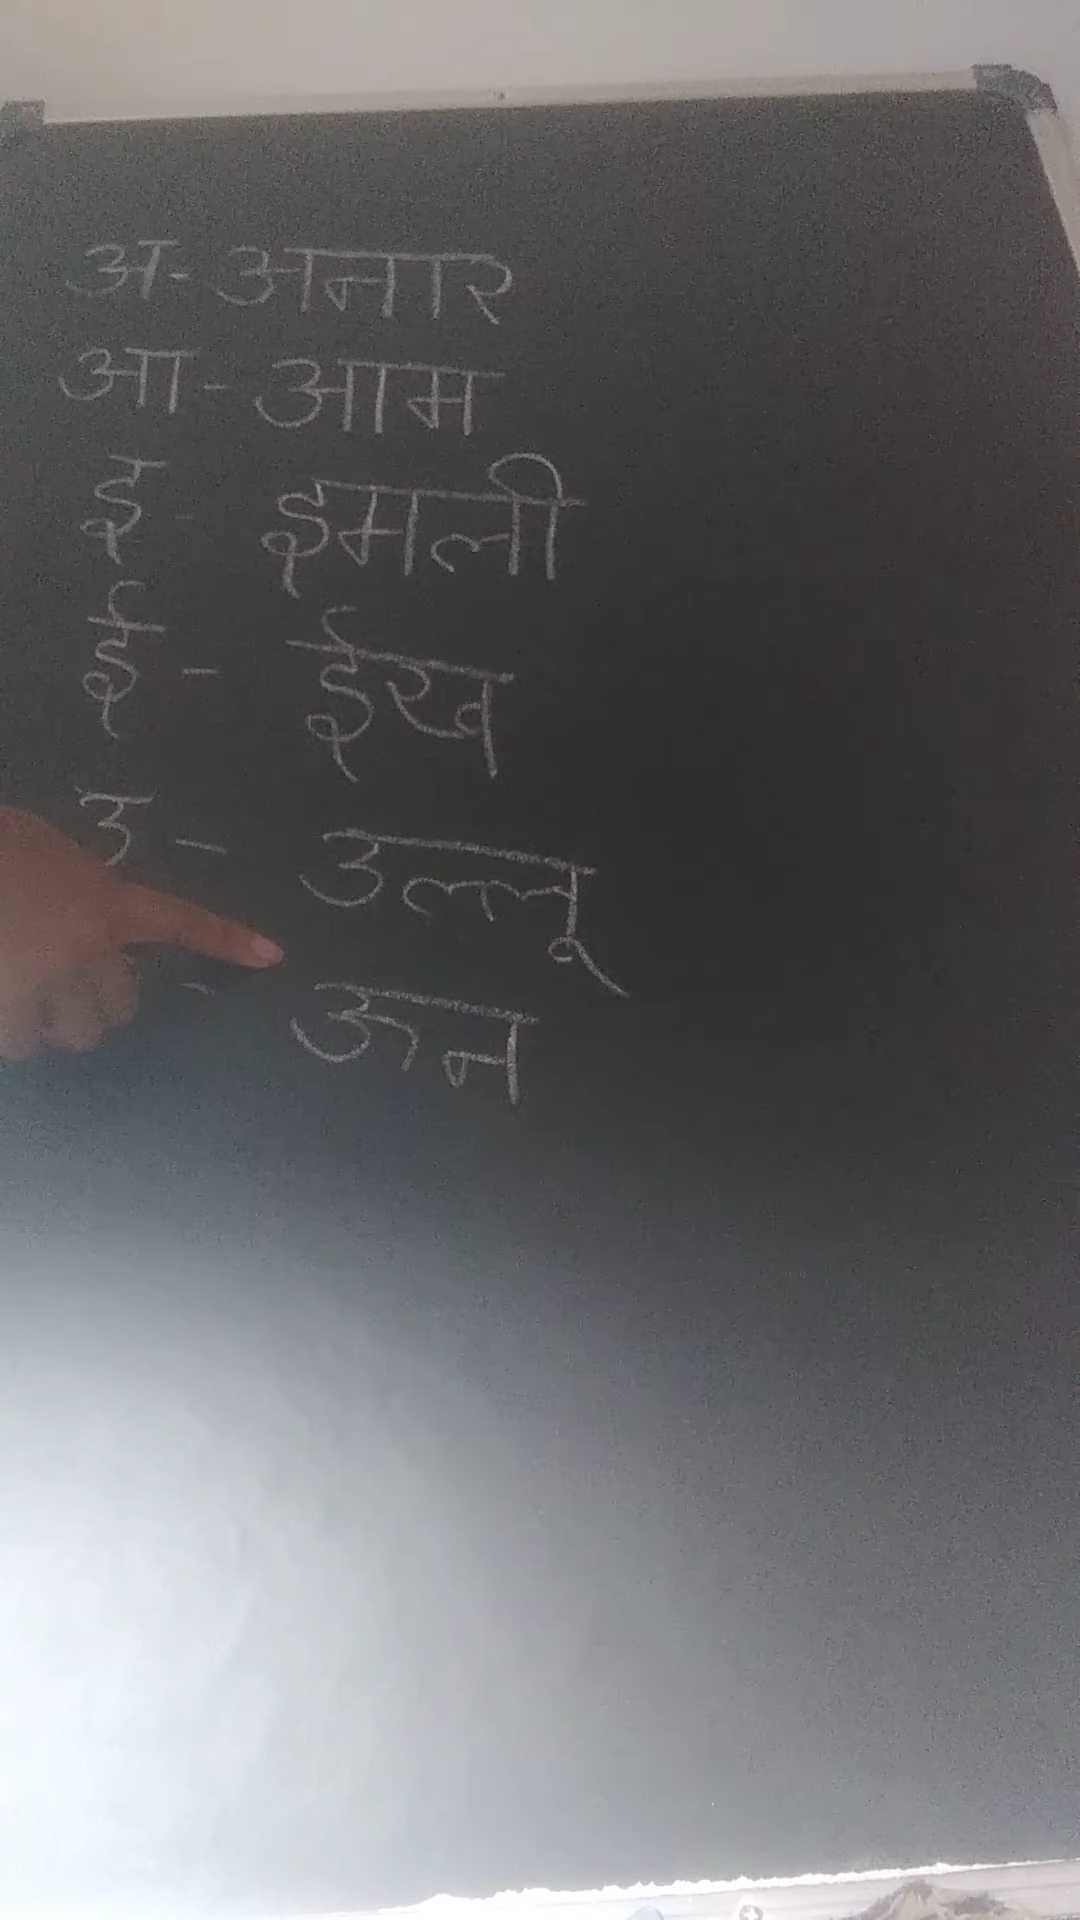 अ- अनार
आ- आम
इ - इमली
ई - ईख
उ - उल्लू
- ऊन